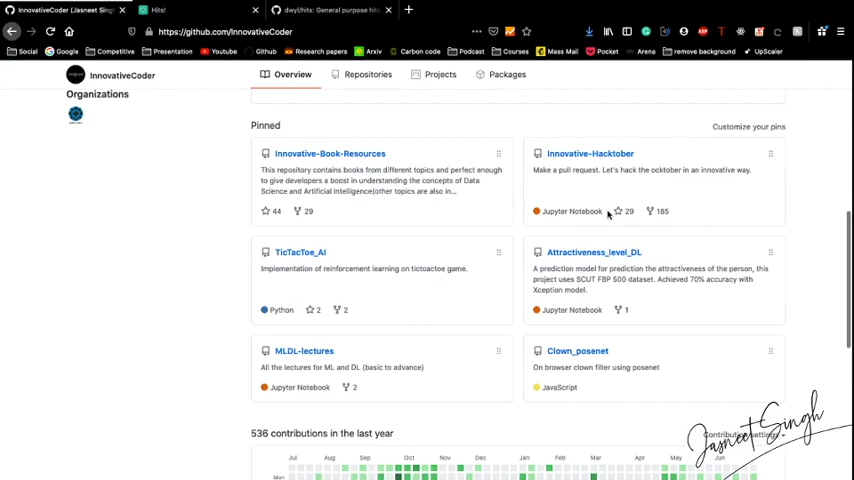 InnovativeCoder (Jasneet Sing
Hits!
dwyl/hits: General purpose hits
https://github.com/InnovativeCoder
Social
Google
Competitive
Presentation
Youtube
Github
Research papers
Arxiv
Carbon code
Podcast
Courses
Mass Mail
Pocket
Arena
remove background
UpScaler
InnovativeCoder
Overview
Repositories
Projects
Packages
Organizations
Pinned
Customize your pins
Innovative-Book-Resources
This repository contains books from different topics and perfect enough
to give developers a boost in understanding the concepts of Data
Science and Artificial Intelligence(other topics are also in...
44 29
Innovative-Hacktober
Make a pull request. Let's hack the ocktober in an innovative way.
Jupyter Notebook 29 185
TicTacToe_AI
Implementation of reinforcement learning on tictoactoe game.
Python 2 2
Attractiveness_level_DL
A prediction model for prediction the attractiveness of the person, this
project uses SCUT FBP 500 dataset. Achieved 70% accuracy with
Xception model.
Jupyter Notebook 1
MLDL-lectures
All the lectures for ML and DL (basic to advance)
Jupyter Notebook 2
Clown_posenet
On browser clown filter using posenet
JavaScript
536 contributions in the last year
Contribution settings
Jasneet Singh
Jul Aug Sep Oct Nov Dec Jan Feb Mar Apr May Jun
Mon